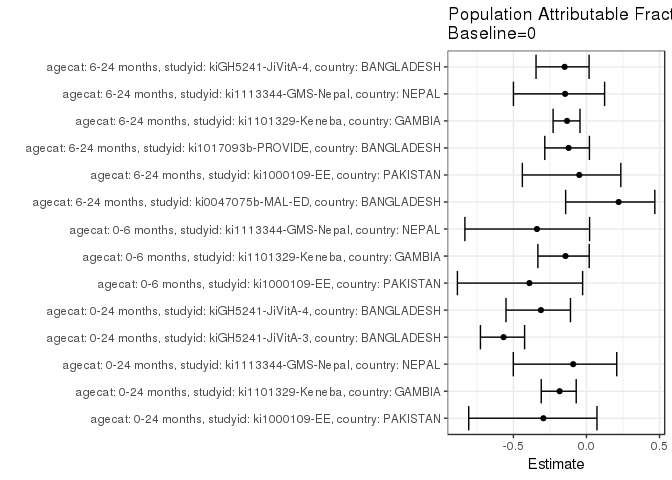 Population Attributable Fract
Baseline=0
agecat: 6-24 months, studyid: kiGH5241-JiVitA-4, country: BANGLADESH
agecat: 6-24 months, studyid: ki1113344-GMS-Nepal, country: NEPAL
agecat: 6-24 months, studyid: ki1101329-Keneba, country: GAMBIA
agecat: 6-24 months, studyid: ki1017093b-PROVIDE, country: BANGLADESH
agecat: 6-24 months, studyid: ki1000109-EE, country: PAKISTAN
agecat: 6-24 months, studyid: ki0047075b-MAL-ED, country: BANGLADESH
agecat: 0-6 months, studyid: ki1113344-GMS-Nepal, country: NEPAL
agecat: 0-6 months, studyid: ki1101329-Keneba, country: GAMBIA
agecat: 0-6 months, studyid: ki1000109-EE, country: PAKISTAN
agecat: 0-24 months, studyid: kiGH5241-JiVitA-4, country: BANGLADESH
agecat: 0-24 months, studyid: kiGH5241-JiVitA-3, country: BANGLADESH
agecat: 0-24 months, studyid: ki1113344-GMS-Nepal, country: NEPAL
agecat: 0-24 months, studyid: ki1101329-Keneba, country: GAMBIA
agecat: 0-24 months, studyid: ki1000109-EE, country: PAKISTAN
-0.5 0.0 0.5
Estimate